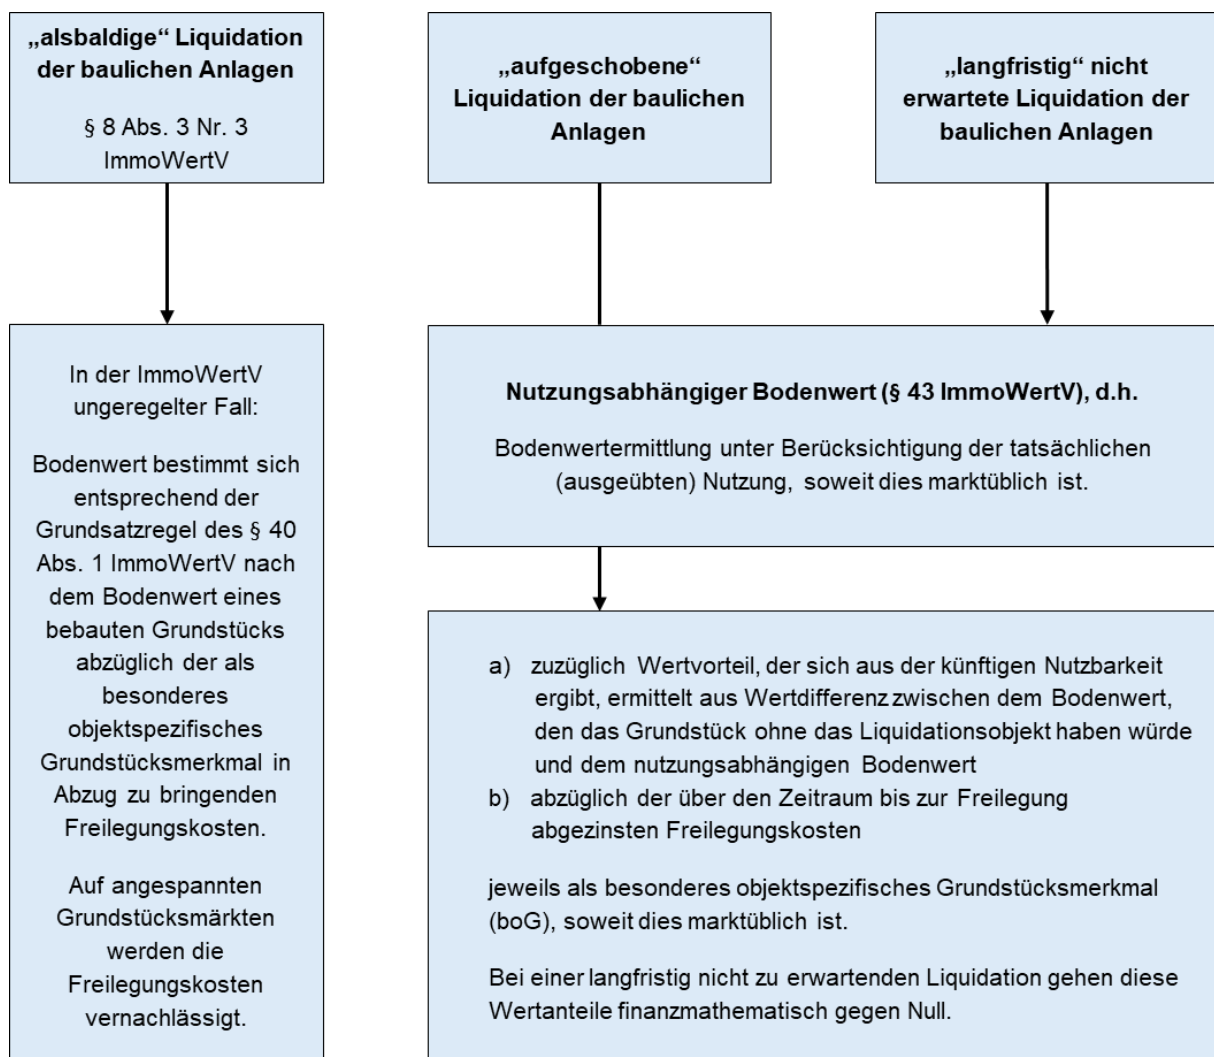 „alsbaldige“ Liquidation
der baulichen Anlagen
§ 8 Abs. 3 Nr. 3
ImmoWertV
„aufgeschobene“
Liquidation der baulichen
Anlagen
„langfristig“ nicht
erwartete Liquidation der
baulichen Anlagen
In der ImmoWertV
ungeregelter Fall:
Bodenwert bestimmt sich
entsprechend der
Grundsatzregel des § 40
Abs. 1 ImmoWertV nach
dem Bodenwert eines
bebauten Grundstücks
abzüglich der als
besonderes
objektspezifisches
Grundstücksmerkmal in
Abzug zu bringenden
Freilegungskosten.
Auf angespannten
Grundstücksmärkten
werden die
Freilegungskosten
vernachlässigt.
Nutzungsabhängiger Bodenwert (§ 43 ImmoWertV), d.h.
Bodenwertermittlung unter Berücksichtigung der tatsächlichen
(ausgeübten) Nutzung, soweit dies marktüblich ist.
a) zuzüglich Wertvorteil, der sich aus der künftigen Nutzbarkeit
ergibt, ermittelt aus Wertdifferenz zwischen dem Bodenwert,
den das Grundstück ohne das Liquidationsobjekt haben würde
und dem nutzungsabhängigen Bodenwert
b) abzüglich der über den Zeitraum bis zur Freilegung
abgezinsten Freilegungskosten
jeweils als besonderes objektspezifisches Grundstücksmerkmal
(boG), soweit dies marktüblich ist.
Bei einer langfristig nicht zu erwartenden Liquidation gehen diese
Wertanteile finanzmathematisch gegen Null.